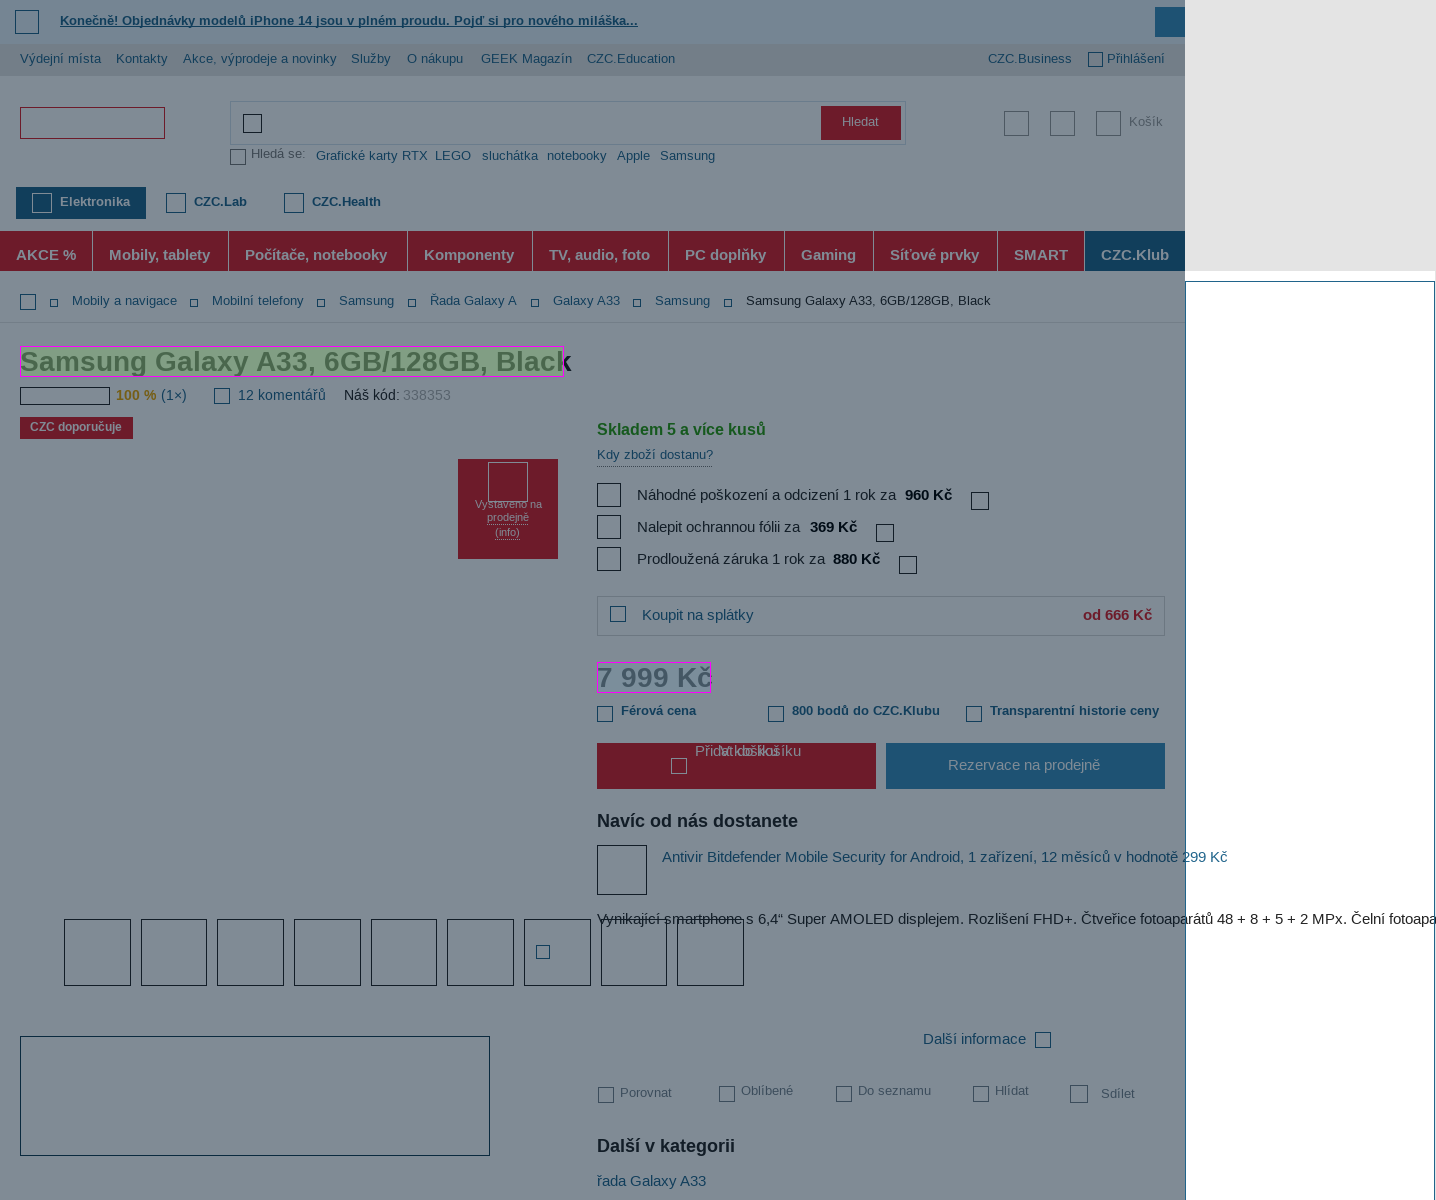 Konečně! Objednávky modelů iPhone 14 jsou v plném proudu. Pojď si pro nového miláška...
Výdejní místa Kontakty Akce, výprodeje a novinky Služby O nákupu GEEK Magazín CZC.Education CZC.Business Přihlášení
Hledat Košík
Hledá se: Grafické karty RTX LEGO sluchátka notebooky Apple Samsung
Elektronika CZC.Lab CZC.Health
AKCE % Mobily, tablety Počítače, notebooky Komponenty TV, audio, foto PC doplňky Gaming Síťové prvky SMART CZC.Klub
Mobily a navigace Mobilní telefony Samsung Řada Galaxy A Galaxy A33 Samsung Samsung Galaxy A33, 6GB/128GB, Black
Samsung Galaxy A33, 6GB/128GB, Black
100 % (1×) 12 komentářů Náš kód: 338353
CZC doporučuje
Vystaveno na
prodejně
(info)
Skladem 5 a více kusů
Kdy zboží dostanu?
Náhodné poškození a odcizení 1 rok za 960 Kč
Nalepit ochrannou fólii za 369 Kč
Prodloužená záruka 1 rok za 880 Kč
Koupit na splátky od 666 Kč
7 999 Kč
Férová cena 800 bodů do CZC.Klubu Transparentní historie ceny
Přidat do košíku V košíku Rezervace na prodejně
Navíc od nás dostanete
Antivir Bitdefender Mobile Security for Android, 1 zařízení, 12 měsíců v hodnotě 299 Kč
Vynikající smartphone s 6,4“ Super AMOLED displejem. Rozlišení FHD+. Čtveřice fotoaparátů 48 + 8 + 5 + 2 MPx. Čelní fotoapa
Další informace
Porovnat Oblíbené Do seznamu Hlídat Sdílet
Další v kategorii
řada Galaxy A33